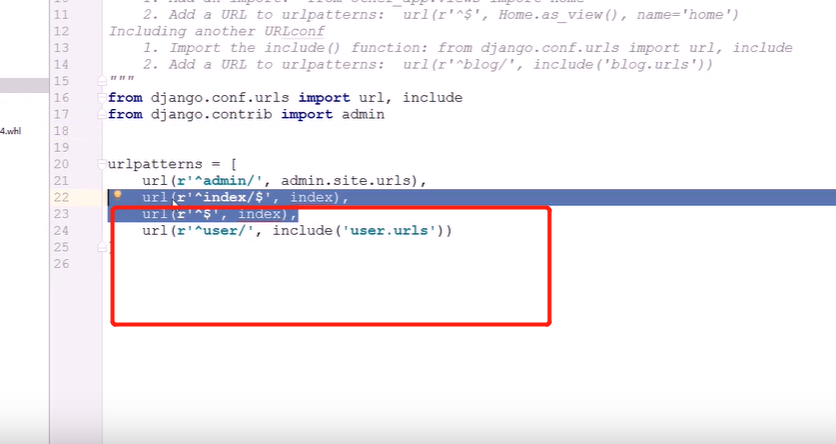 11 2. Add a URL to urlpatterns: url(r'^$', Home.as_view(), name='home')
12 Including another URLconf
13 1. Import the include() function: from django.conf.urls import url, include
14 2. Add a URL to urlpatterns: url(r'^blog/', include('blog.urls'))
15 """
16 from django.conf.urls import url, include
4.whl
17 from django.contrib import admin
18
19
20 urlpatterns = [
21 url(r'^admin/', admin.site.urls),
22 url(r'^index/$', index),
23 url(r'^$', index),
24 url(r'^user/', include('user.urls'))
25 ]
26